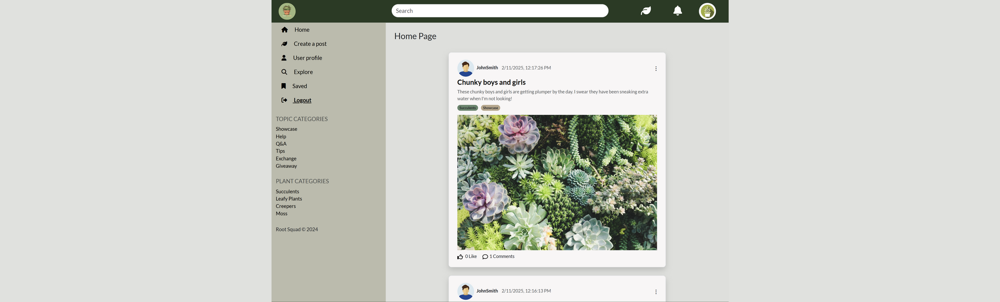 Search
Home
Create a post
User profile
Explore
Saved
Logout
TOPIC CATEGORIES
Showcase
Help
Q&A
Tips
Exchange
Giveaway
PLANT CATEGORIES
Succulents
Leafy Plants
Creepers
Moss
Root Squad © 2024
Home Page
JohnSmith 2/11/2025, 12:17:26 PM
Chunky boys and girls
These chunky boys and girls are getting plumper by the day. I swear they have been sneaking extra
water when I'm not looking!
Succulents Showcase
0 Like 1 Comments
JohnSmith 2/11/2025, 12:16:13 PM